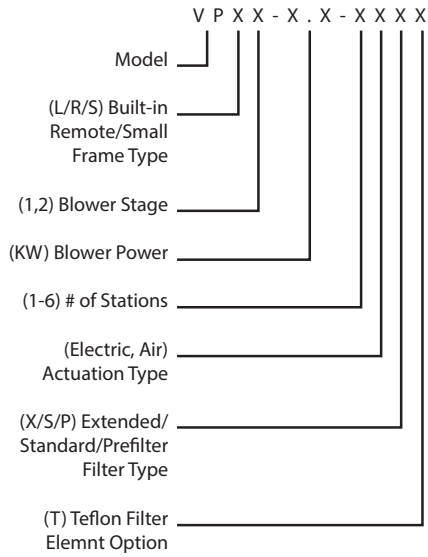 V P X X - X . X - X X X X
Model
(L/R/S) Built-in
Remote/Small
Frame Type
(1,2) Blower Stage
(KW) Blower Power
(1-6) # of Stations
(Electric, Air)
Actuation Type
(X/S/P) Extended/
Standard/Prefilter
Filter Type
(T) Teflon Filter
Elemnt Option